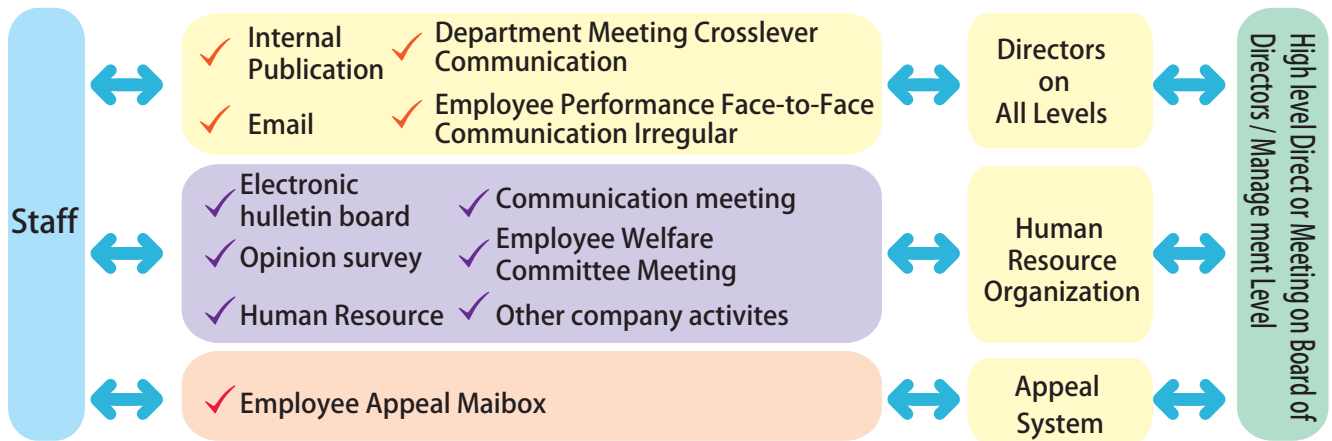 Staff
Internal
Publication
Department Meeting Crosslever
Communication
Email
Employee Performance Face-to-Face
Communication Irregular
Directors
on
All Levels
Electronic
hulletin board
Communication meeting
Opinion survey
Employee Welfare
Committee Meeting
Human Resource
Other company activites
Human
Resource
Organization
Employee Appeal Maibox
Appeal
System
High level Direct or Meeting on Board of
Directors / Manage ment Level